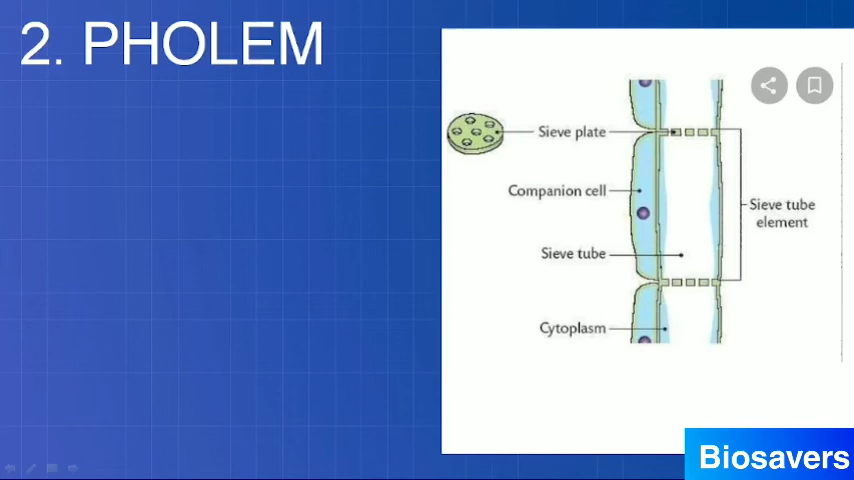 2. PHOLEM
Sieve plate
Companion cell
Sieve tube
element
Sieve tube
Cytoplasm
Biosavers